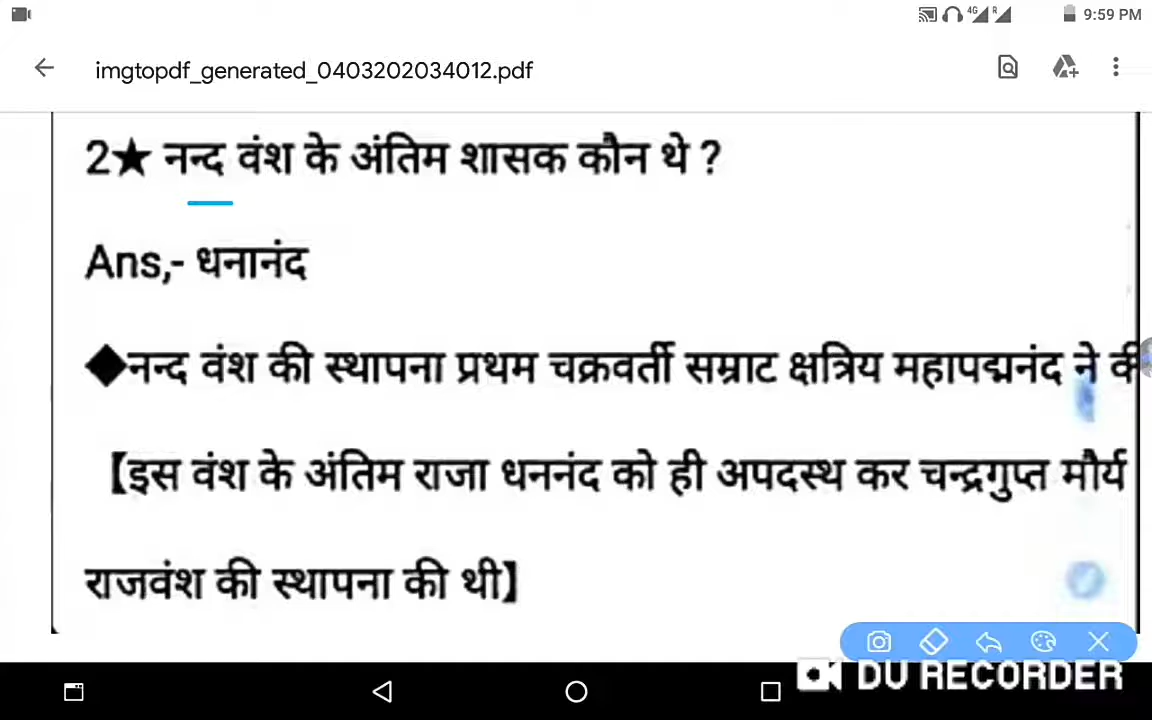 4G R 9:59 PM
imgtopdf_generated_0403202034012.pdf
2★ नन्द वंश के अंतिम शासक कौन थे ?
Ans,- धनानंद
◆नन्द वंश की स्थापना प्रथम चक्रवर्ती सम्राट क्षत्रिय महापद्मनंद ने
【इस वंश के अंतिम राजा धननंद को ही अपदस्थ कर चन्द्रगुप्त मौर्य
राजवंश की स्थापना की थी】
DU RECORDER